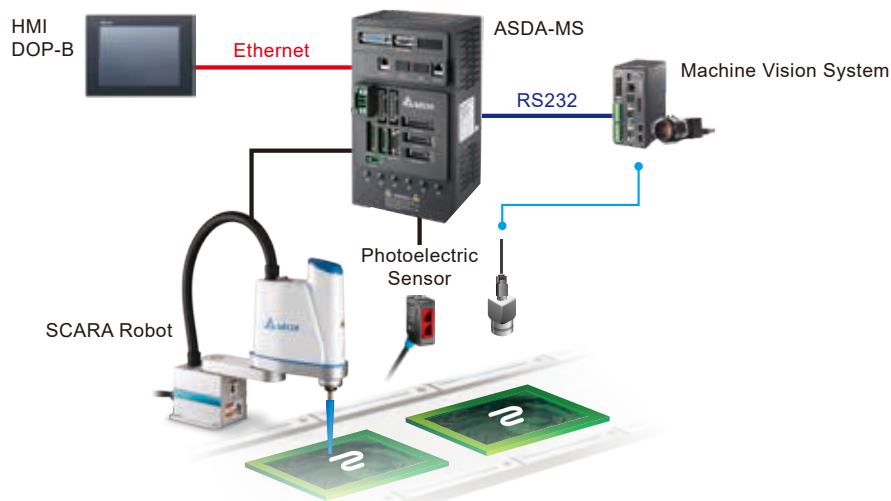 HMI
DOP-B
Ethernet
ASDA-MS
Machine Vision System
RS232
Photoelectric
Sensor
SCARA Robot